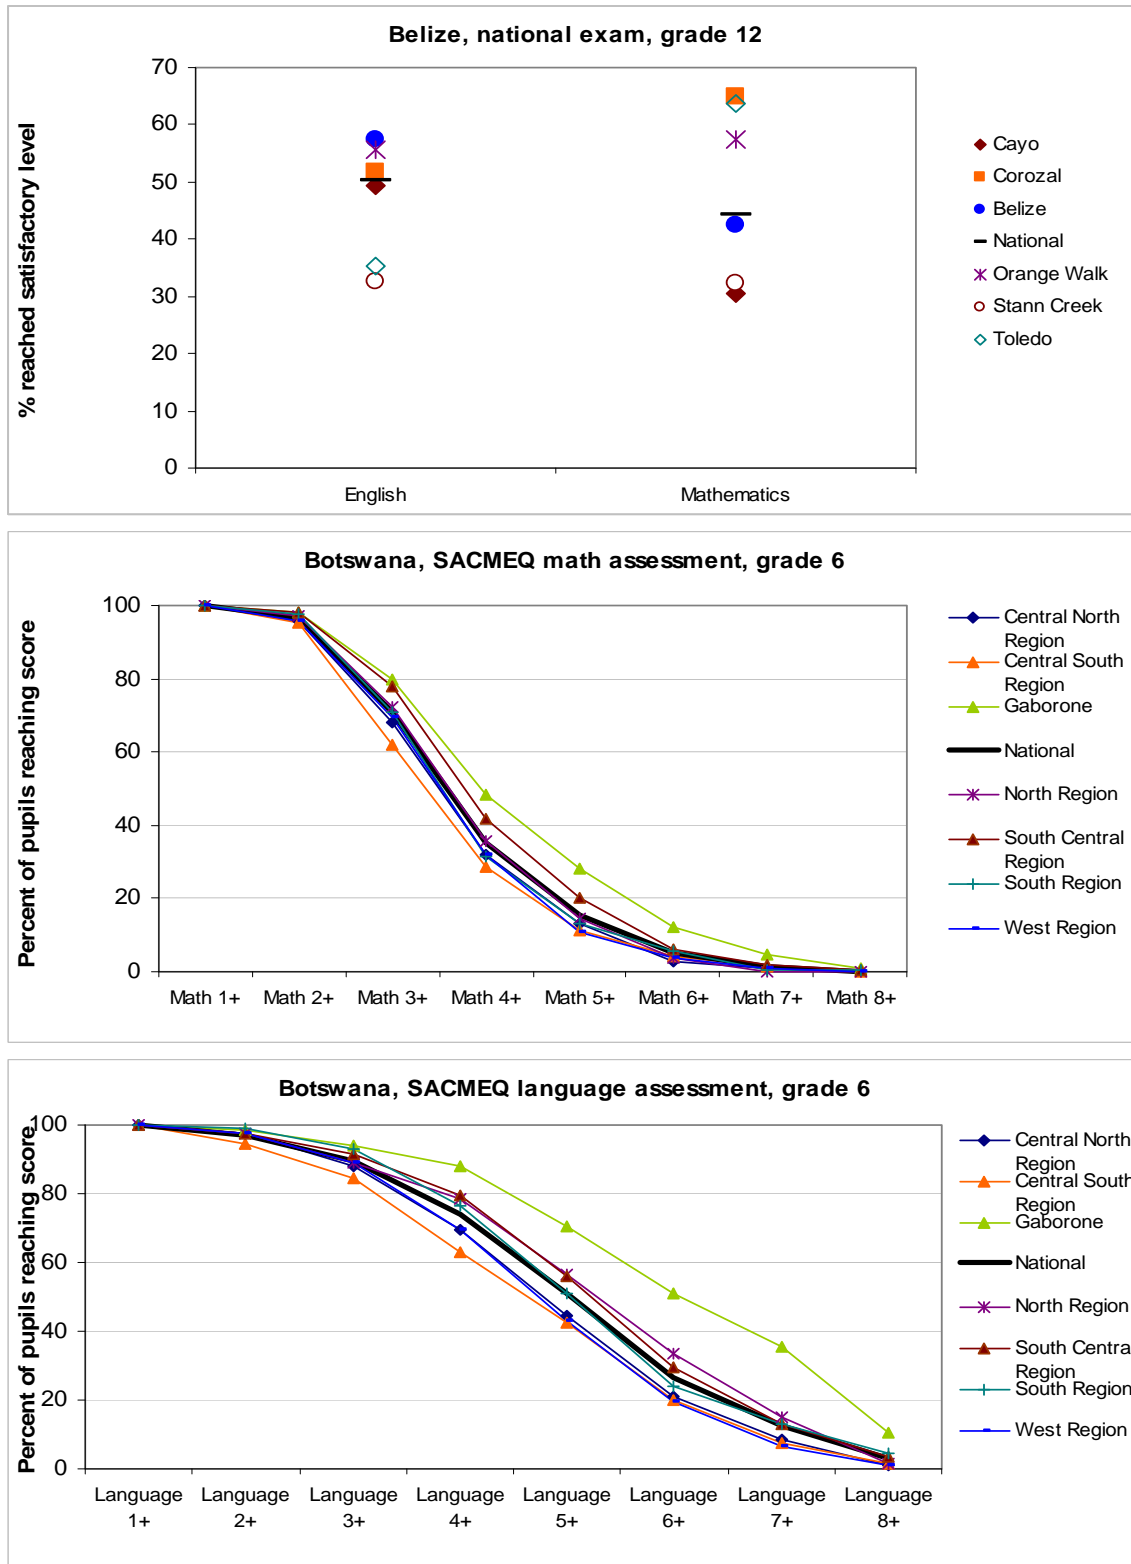 Belize, national exam, grade 12
% reached satisfactory level
70
60
50
40
30
20
10
0
English
Mathematics
Cayo
Corozal
Belize
National
Orange Walk
Stann Creek
Toledo
Botswana, SACMEQ math assessment, grade 6
Percent of pupils reaching score
100
80
60
40
20
0
Math 1+
Math 2+
Math 3+
Math 4+
Math 5+
Math 6+
Math 7+
Math 8+
Central North
Region
Central South
Region
Gaborone
National
North Region
South Central
Region
South Region
West Region
Botswana, SACMEQ language assessment, grade 6
Percent of pupils reaching score
100
80
60
40
20
0
Language
1+
Language
2+
Language
3+
Language
4+
Language
5+
Language
6+
Language
7+
Language
8+
Central North
Region
Central South
Region
Gaborone
National
North Region
South Central
Region
South Region
West Region